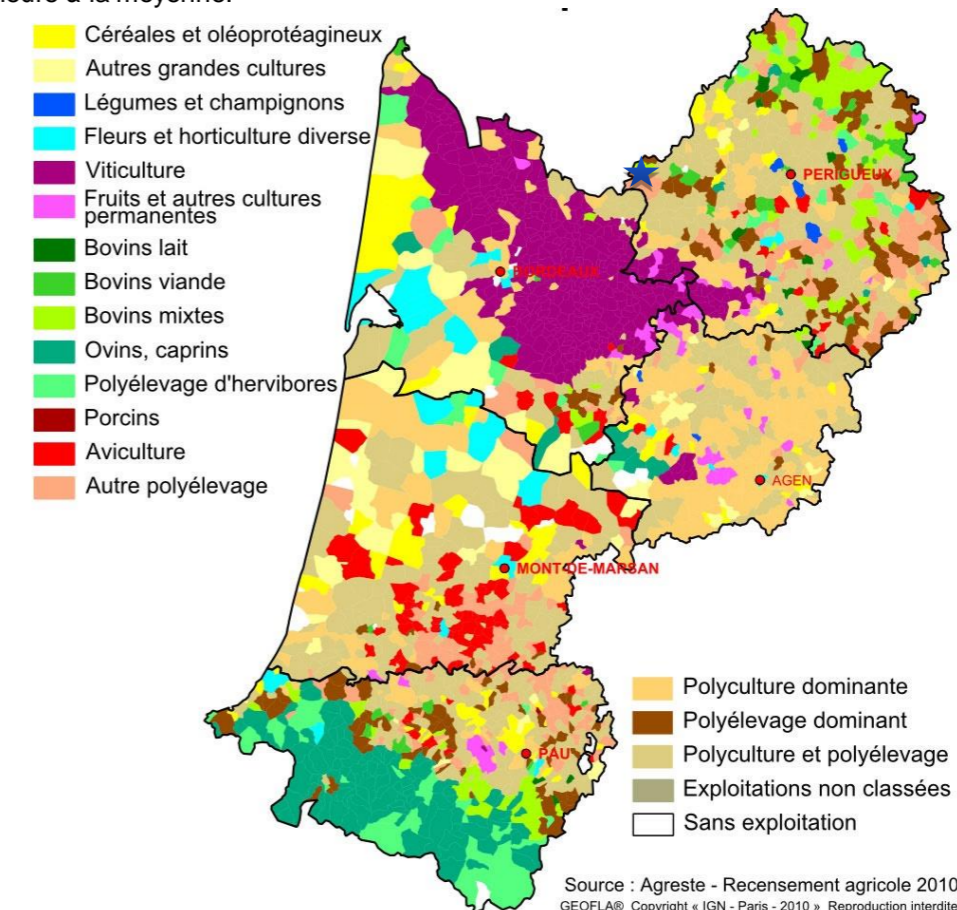 ieurs à la moyenne.
Céréales et oléoprotéagineux
Autres grandes cultures
Légumes et champignons
Fleurs et horticulture diverse
Viticulture
Fruits et autres cultures
permanentes
Bovins lait
Bovins viande
Bovins mixtes
Ovins, caprins
Polyélevage d'hervibores
Porcins
Aviculture
Autre polyélevage
PERIGUEUX
BORDEAUX
AGEN
MONT-DE-MARSAN
PAU
Polyculture dominante
Polyélevage dominant
Polyculture et polyélevage
Exploitations non classées
Sans exploitation
Source : Agreste - Recensement agricole 2010
GEOFLA® Copyright « IGN - Paris - 2010 » Reproduction interdite